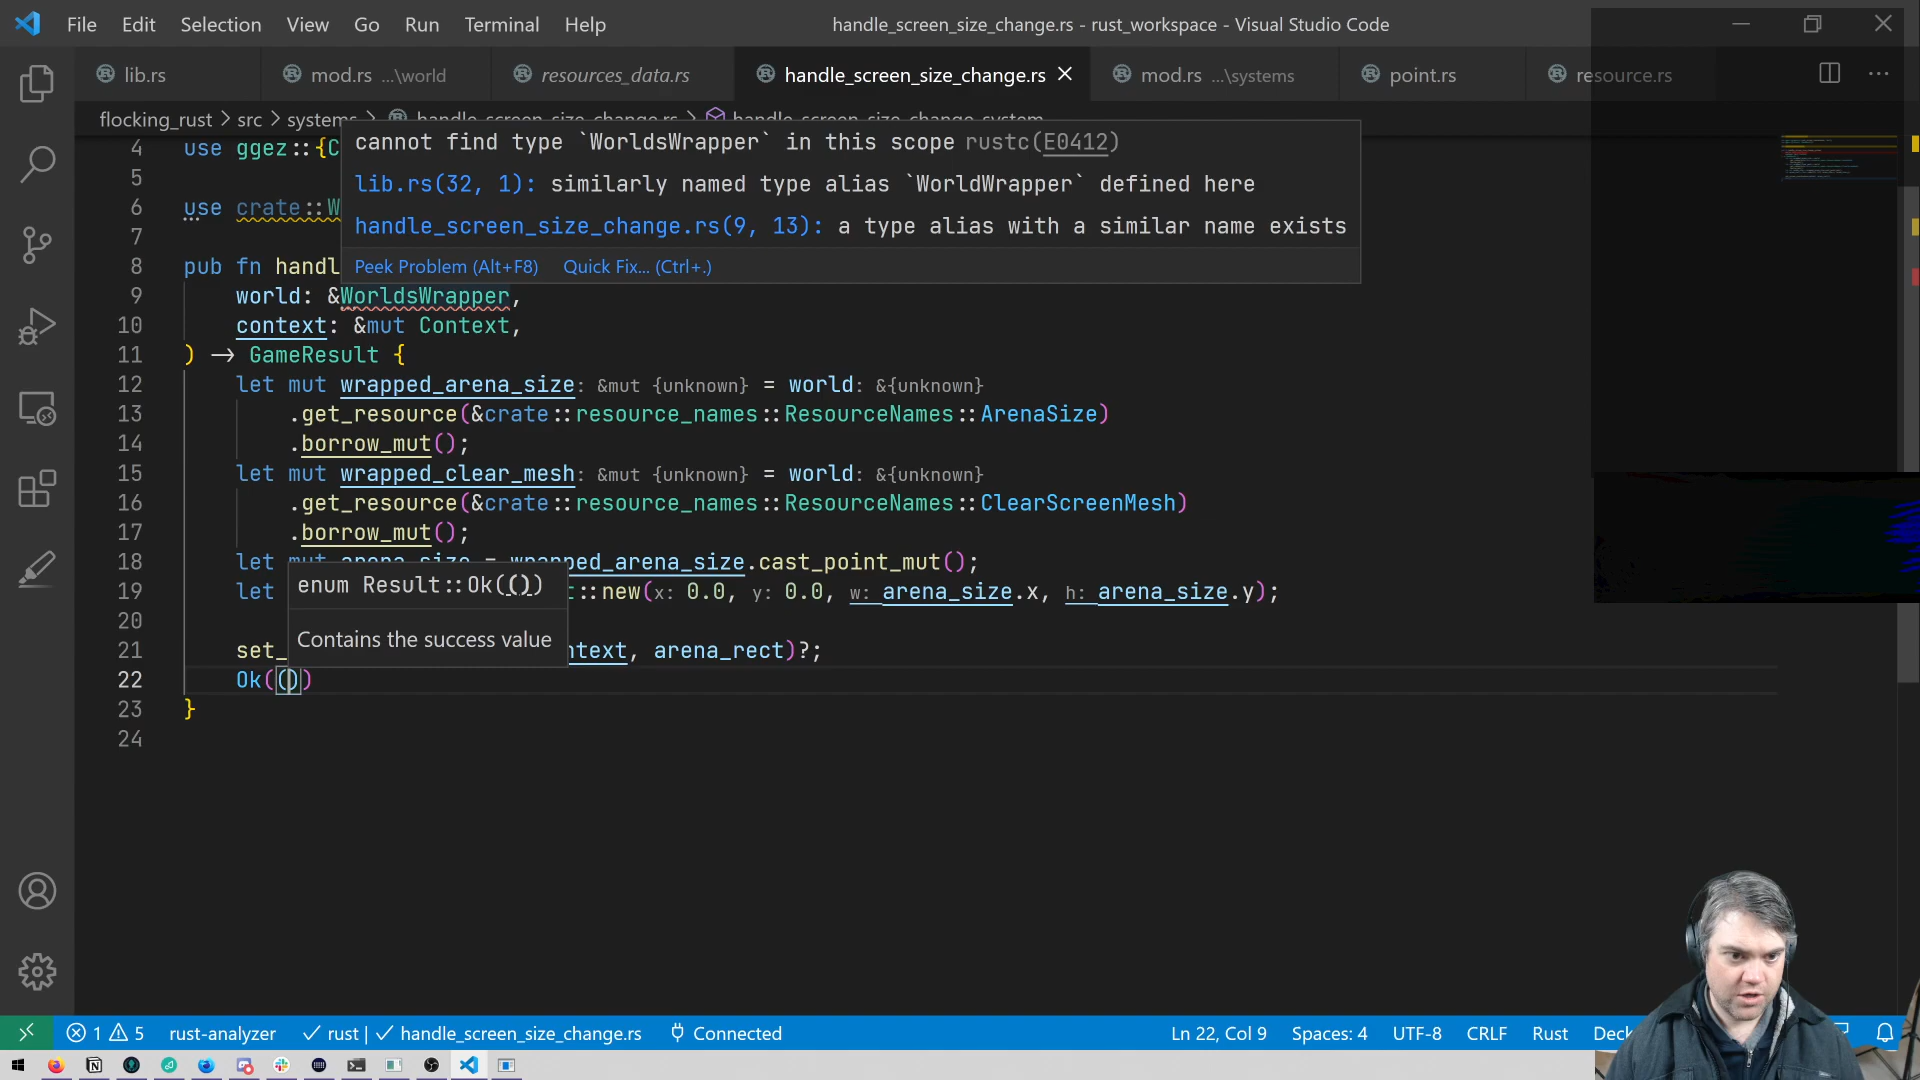 File Edit Selection View Go Run Terminal Help
handle_screen_size_change.rs - rust_workspace - Visual Studio Code
lib.rs
mod.rs ...\world
resources_data.rs
handle_screen_size_change.rs
mod.rs ...\systems
point.rs
resource.rs
flocking_rust > src > systems > handle_screen_size_change.rs > handle_screen_size_change_system
cannot find type `WorldsWrapper` in this scope rustc(E0412)
lib.rs(32, 1): similarly named type alias `WorldWrapper` defined here
handle_screen_size_change.rs(9, 13): a type alias with a similar name exists
Peek Problem (Alt+F8) Quick Fix... (Ctrl+.)
4 use ggez::{C
5
6 use crate::W
7
8 pub fn handl
9 world: &WorldsWrapper,
10 context: &mut Context,
11 ) → GameResult {
12 let mut wrapped_arena_size: &mut {unknown} = world: &{unknown}
13 .get_resource(&crate::resource_names::ResourceNames::ArenaSize)
14 .borrow_mut();
15 let mut wrapped_clear_mesh: &mut {unknown} = world: &{unknown}
16 .get_resource(&crate::resource_names::ResourceNames::ClearScreenMesh)
17 .borrow_mut();
18 let mut arena_size = wrapped_arena_size.cast_point_mut();
19 let ::new(x: 0.0, y: 0.0, w: arena_size.x, h: arena_size.y);
20
21 set_ ntext, arena_rect)?;
22 Ok(())
23 }
24
enum Result::Ok(())
Contains the success value
1 5 rust-analyzer rust | handle_screen_size_change.rs Connected
Ln 22, Col 9 Spaces: 4 UTF-8 CRLF Rust Deck